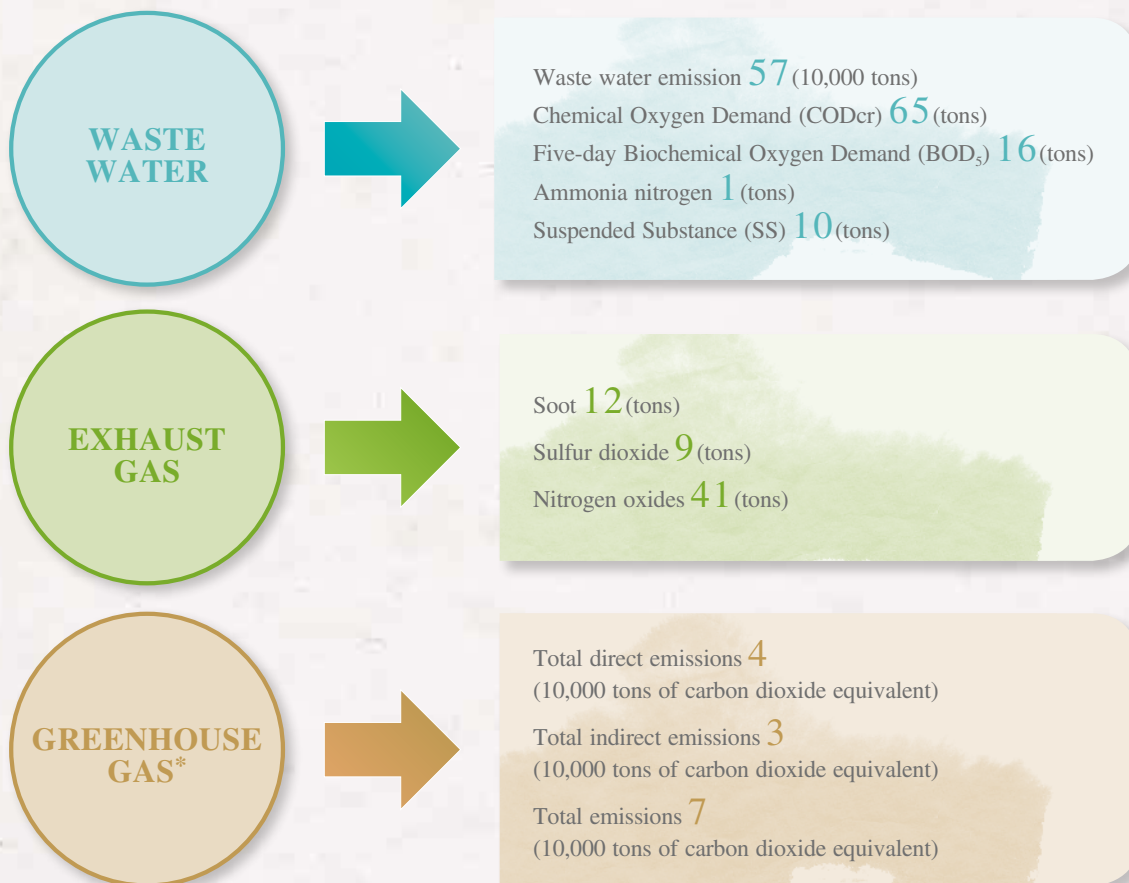 WASTE
WATER
Waste water emission 57 (10,000 tons)
Chemical Oxygen Demand (CODcr) 65 (tons)
Five-day Biochemical Oxygen Demand (BOD₅) 16 (tons)
Ammonia nitrogen 1 (tons)
Suspended Substance (SS) 10 (tons)
EXHAUST
GAS
Soot 12 (tons)
Sulfur dioxide 9 (tons)
Nitrogen oxides 41 (tons)
GREENHOUSE
GAS*
Total direct emissions 4
(10,000 tons of carbon dioxide equivalent)
Total indirect emissions 3
(10,000 tons of carbon dioxide equivalent)
Total emissions 7
(10,000 tons of carbon dioxide equivalent)